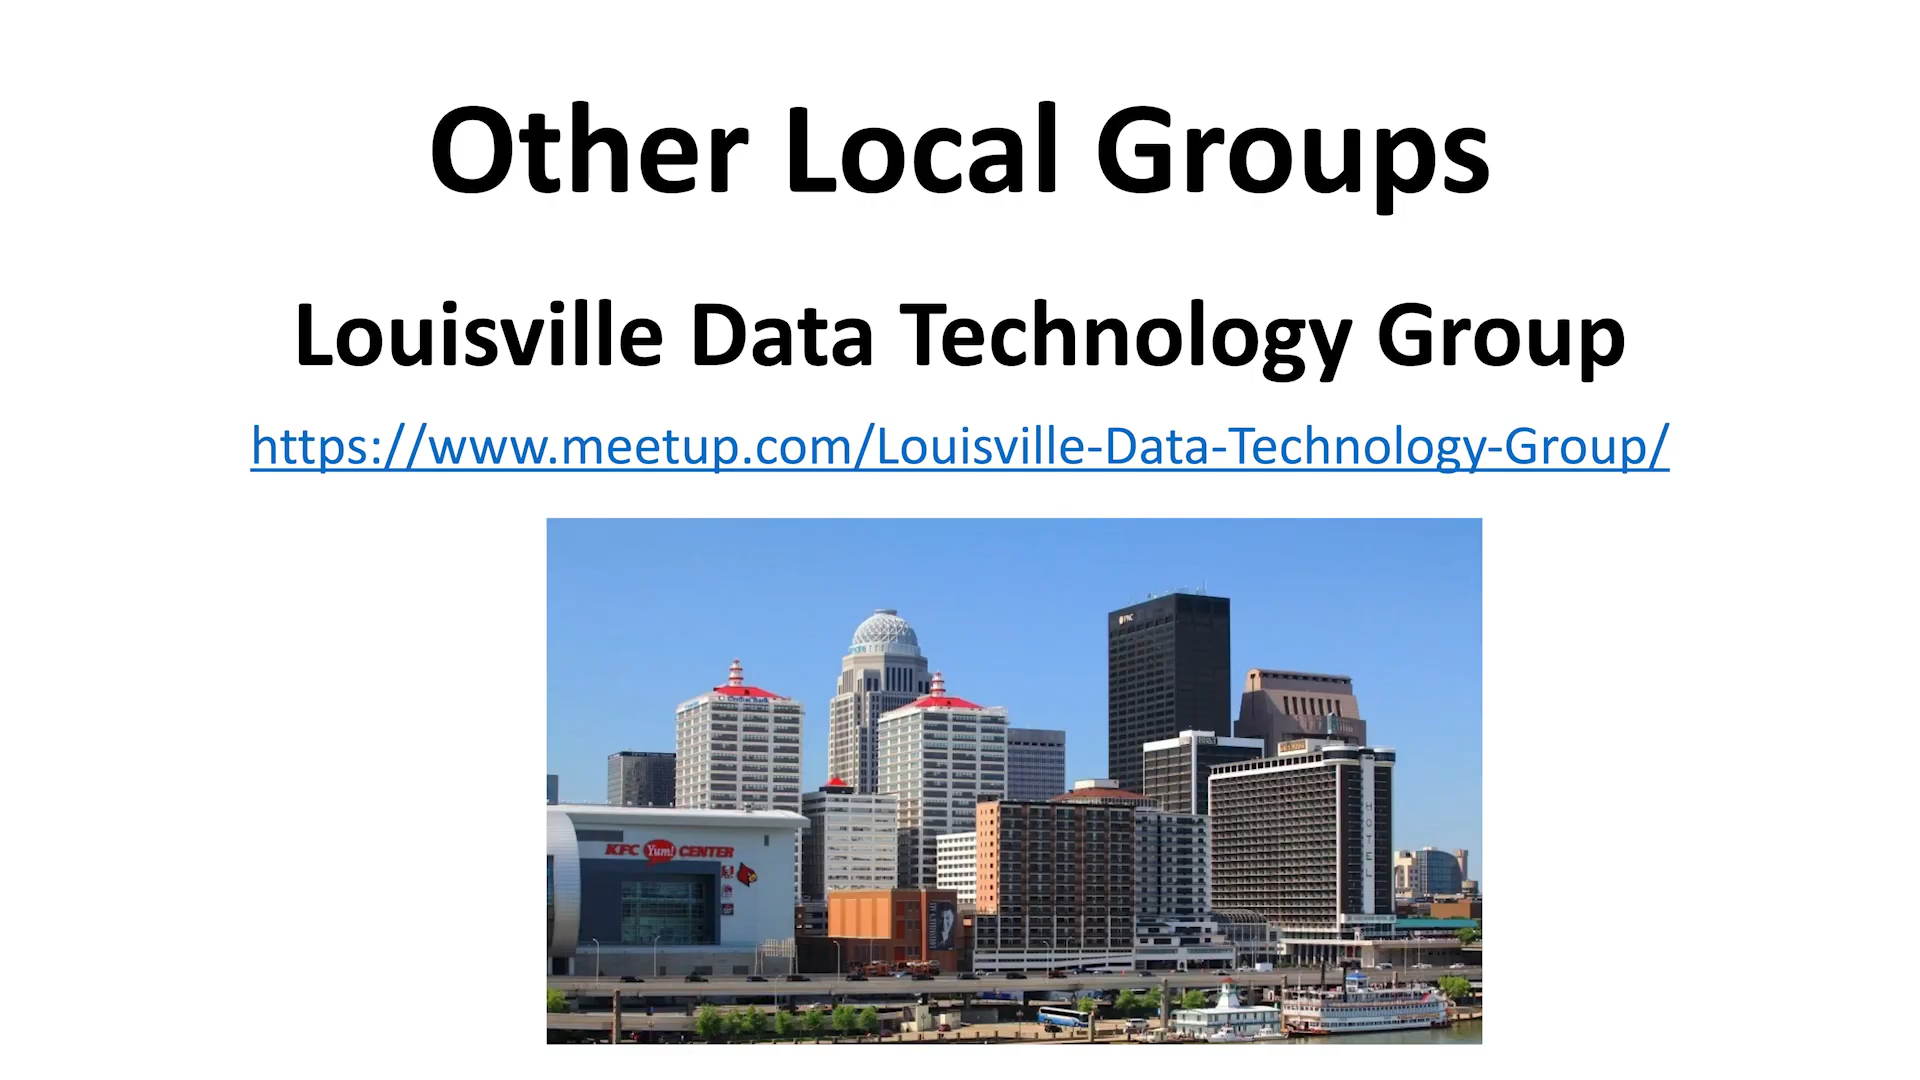 Other Local Groups
Louisville Data Technology Group
https://www.meetup.com/Louisville-Data-Technology-Group/
PNC
KFC Yum! CENTER
HOTEL